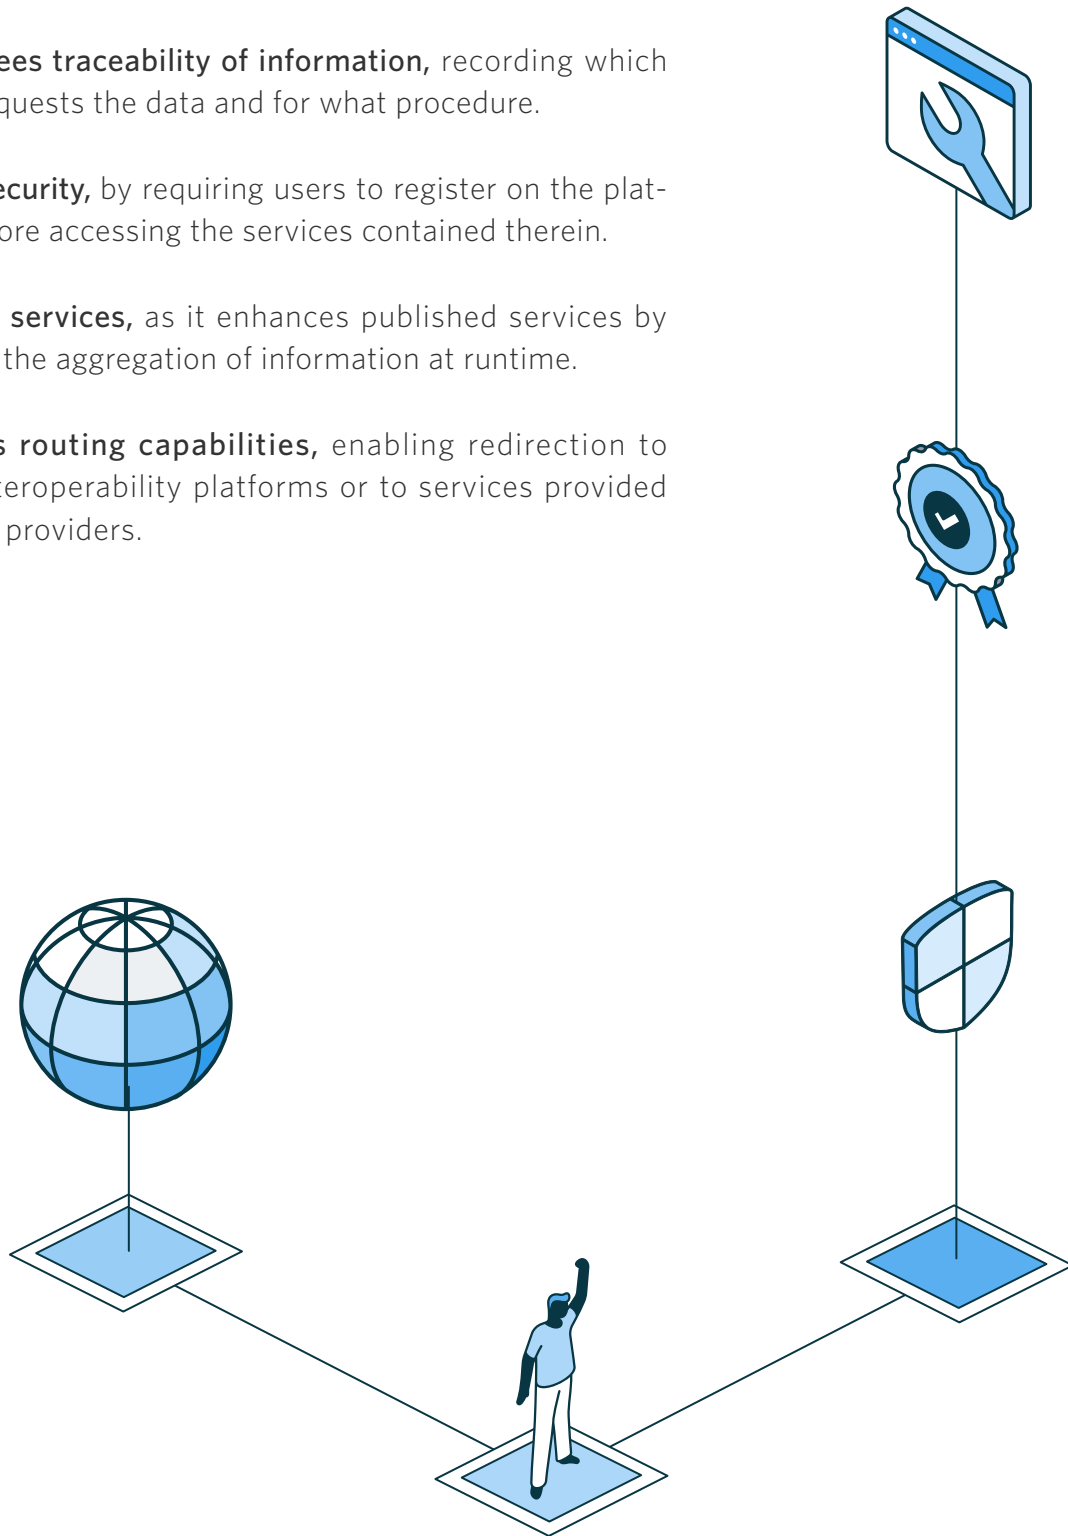 ees traceability of information, recording which
quests the data and for what procedure.
ecurity, by requiring users to register on the plat-
ore accessing the services contained therein.
services, as it enhances published services by
the aggregation of information at runtime.
s routing capabilities, enabling redirection to
teroperability platforms or to services provided
providers.